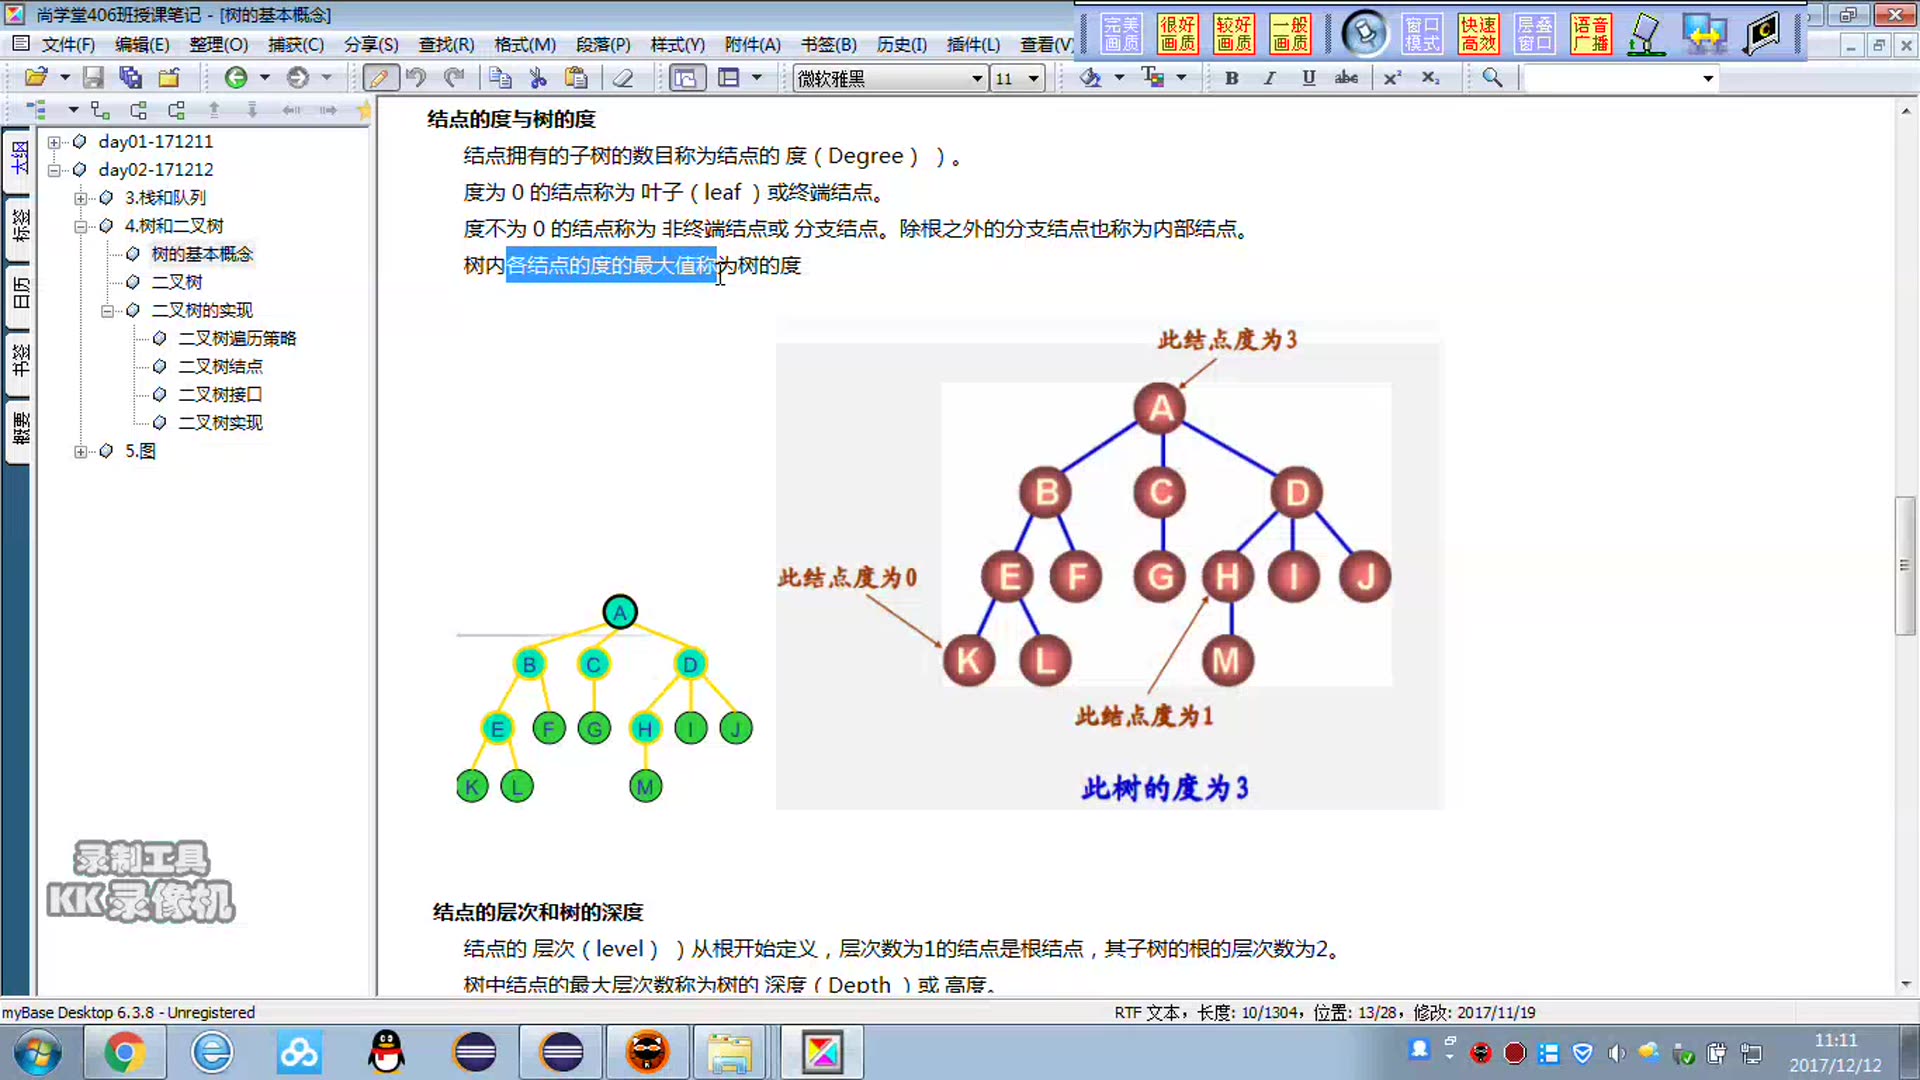 尚学堂406班授课笔记 - [树的基本概念]
完美画质 很好画质 较好画质 一般画质 窗口模式 快速高效 层叠窗口 语音广播
文件(F) 编辑(E) 整理(O) 捕获(C) 分享(S) 查找(R) 格式(M) 段落(P) 样式(Y) 附件(A) 书签(B) 历史(I) 插件(L) 查看(V)
微软雅黑 11 B I U abc x² x₂
大纲
标签
日历
书签
概要
day01-171211
day02-171212
3.栈和队列
4.树和二叉树
树的基本概念
二叉树
二叉树的实现
二叉树遍历策略
二叉树结点
二叉树接口
二叉树实现
5.图
结点的度与树的度
结点拥有的子树的数目称为结点的 度（Degree） ）。
度为 0 的结点称为 叶子（leaf ）或终端结点。
度不为 0 的结点称为 非终端结点或 分支结点。除根之外的分支结点也称为内部结点。
树内各结点的度的最大值称为树的度
A
B C D
E F G H I J
K L M
此结点度为3
A
B C D
此结点度为0
E F G H I J
K L M
此结点度为1
此树的度为3
结点的层次和树的深度
结点的 层次（level） ）从根开始定义，层次数为1的结点是根结点，其子树的根的层次数为2。
树中结点的最大层次数称为树的 深度（Depth ）或 高度。
录制工具
KK录像机
myBase Desktop 6.3.8 - Unregistered
RTF 文本，长度: 10/1304，位置: 13/28，修改: 2017/11/19
11:11
2017/12/12